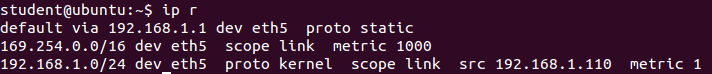 student@ubuntu:~$ ip r
default via 192.168.1.1 dev eth5  proto static
169.254.0.0/16 dev eth5  scope link  metric 1000
192.168.1.0/24 dev eth5  proto kernel  scope link  src 192.168.1.110  metric 1